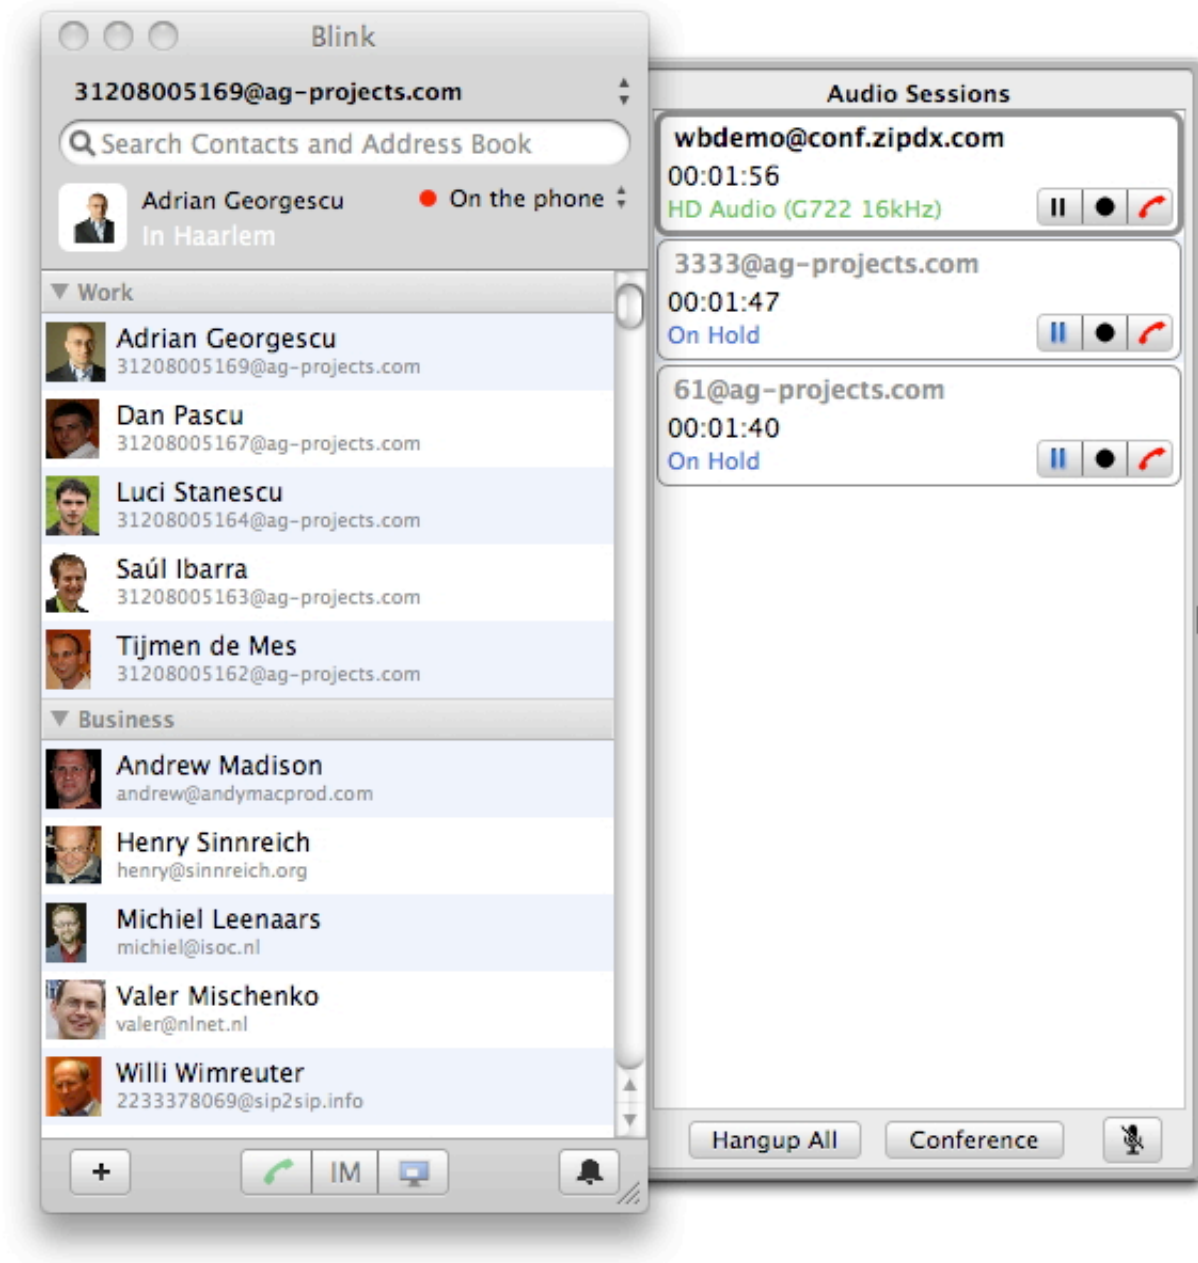 Blink
31208005169@ag-projects.com
Search Contacts and Address Book
Adrian Georgescu
On the phone
In Haarlem
Work
Adrian Georgescu
31208005169@ag-projects.com
Dan Pascu
31208005167@ag-projects.com
Luci Stanescu
31208005164@ag-projects.com
Saúl Ibarra
31208005163@ag-projects.com
Tijmen de Mes
31208005162@ag-projects.com
Business
Andrew Madison
andrew@andymacprod.com
Henry Sinnreich
henry@sinnreich.org
Michiel Leenaars
michiel@isoc.nl
Valer Mischenko
valer@nlnet.nl
Willi Wimreuter
2233378069@sip2sip.info
IM
Audio Sessions
wbdemo@conf.zipdx.com
00:01:56
HD Audio (G722 16kHz)
3333@ag-projects.com
00:01:47
On Hold
61@ag-projects.com
00:01:40
On Hold
Hangup All
Conference